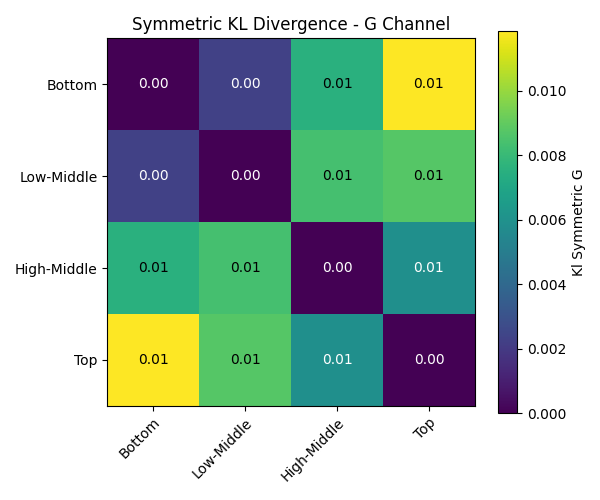 Symmetric KL Divergence - G Channel
Bottom 0.00 0.00 0.01 0.01
Low-Middle 0.00 0.00 0.01 0.01
High-Middle 0.01 0.01 0.00 0.01
Top 0.01 0.01 0.01 0.00
Bottom Low-Middle High-Middle Top
0.010
0.008
0.006
0.004
0.002
0.000
Kl Symmetric G